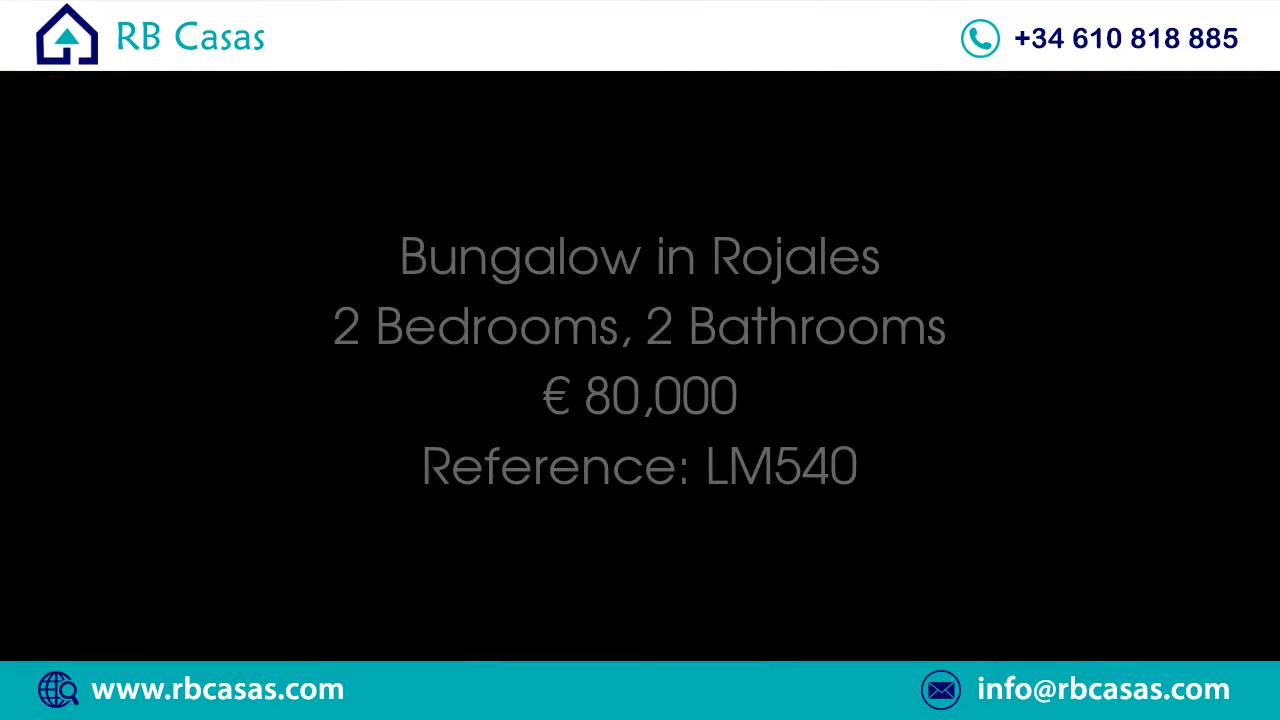 RB Casas
+34 610 818 885
Bungalow in Rojales
2 Bedrooms, 2 Bathrooms
€ 80,000
Reference: LM540
www.rbcasas.com
info@rbcasas.com